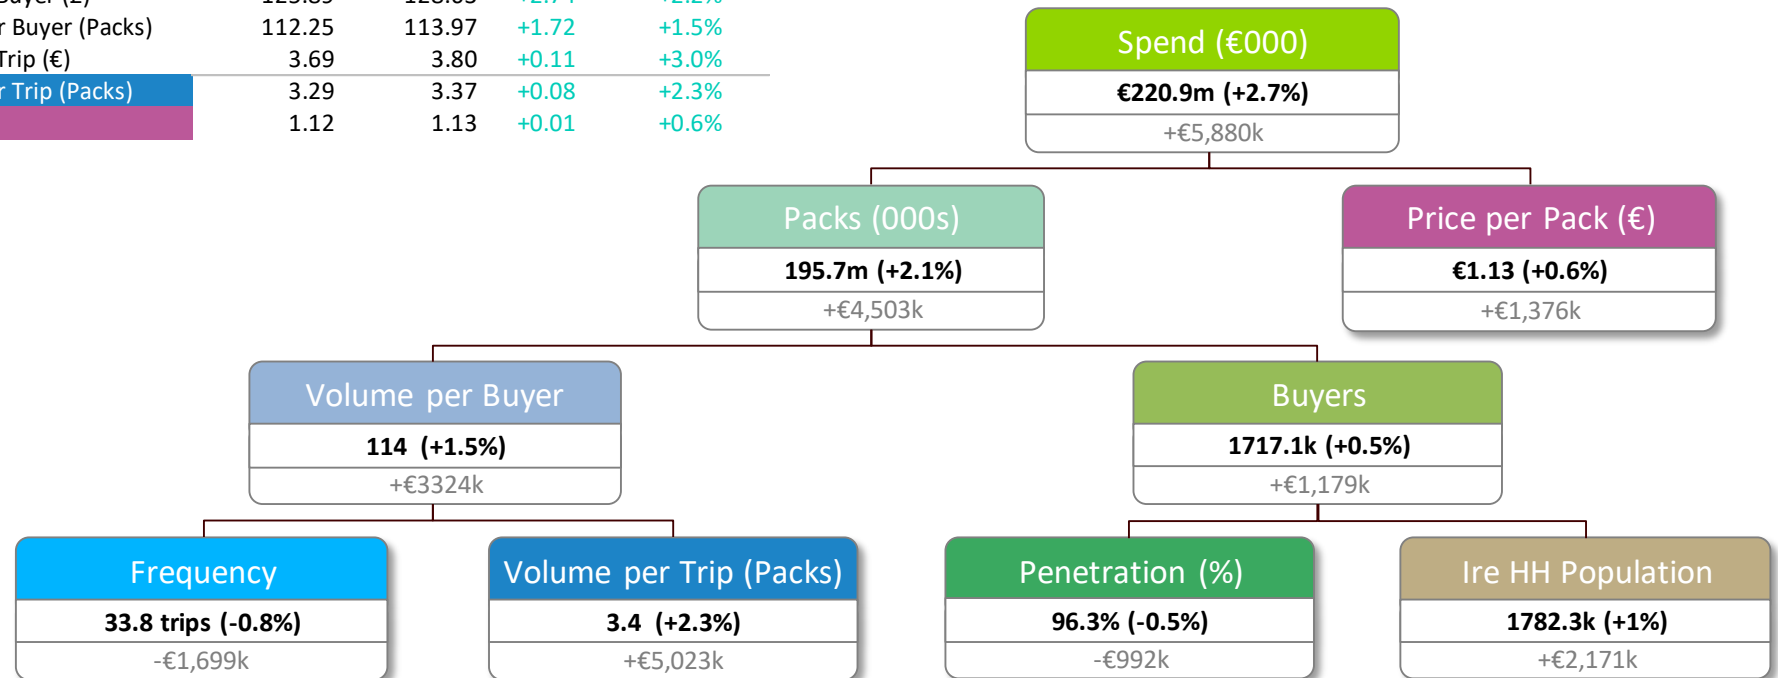 112.25 113.97 +1.72 +1.5%
r Buyer (Packs)
Trip (€) 3.69 3.80 +0.11 +3.0%
r Trip (Packs) 3.29 3.37 +0.08 +2.3%
1.12 1.13 +0.01 +0.6%
Spend (€000)
€220.9m (+2.7%)
+€5,880k
Packs (000s)
195.7m (+2.1%)
+€4,503k
Price per Pack (€)
€1.13 (+0.6%)
+€1,376k
Volume per Buyer
114 (+1.5%)
+€3324k
Buyers
1717.1k (+0.5%)
+€1,179k
Frequency
33.8 trips (-0.8%)
-€1,699k
Volume per Trip (Packs)
3.4 (+2.3%)
+€5,023k
Penetration (%)
96.3% (-0.5%)
-€992k
Ire HH Population
1782.3k (+1%)
+€2,171k